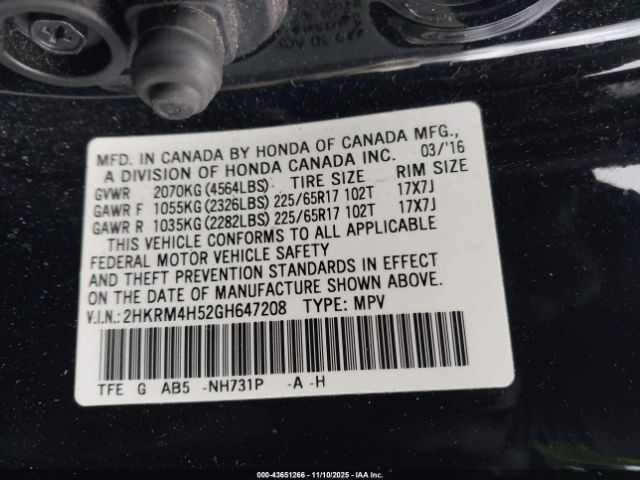 MFD. IN CANADA BY HONDA OF CANADA MFG.,
A DIVISION OF HONDA CANADA INC. 03/'16
GVWR 2070KG (4564LBS) TIRE SIZE RIM SIZE
GAWR F 1055KG (2326LBS) 225/65R17 102T 17X7J
GAWR R 1035KG (2282LBS) 225/65R17 102T 17X7J
THIS VEHICLE CONFORMS TO ALL APPLICABLE
FEDERAL MOTOR VEHICLE SAFETY
AND THEFT PREVENTION STANDARDS IN EFFECT
ON THE DATE OF MANUFACTURE SHOWN ABOVE.
V.I.N.: 2HKRM4H52GH647208 TYPE: MPV
TFE G AB5 -NH731P -A -H
000-43651266 - 11/10/2025 - IAA Inc.